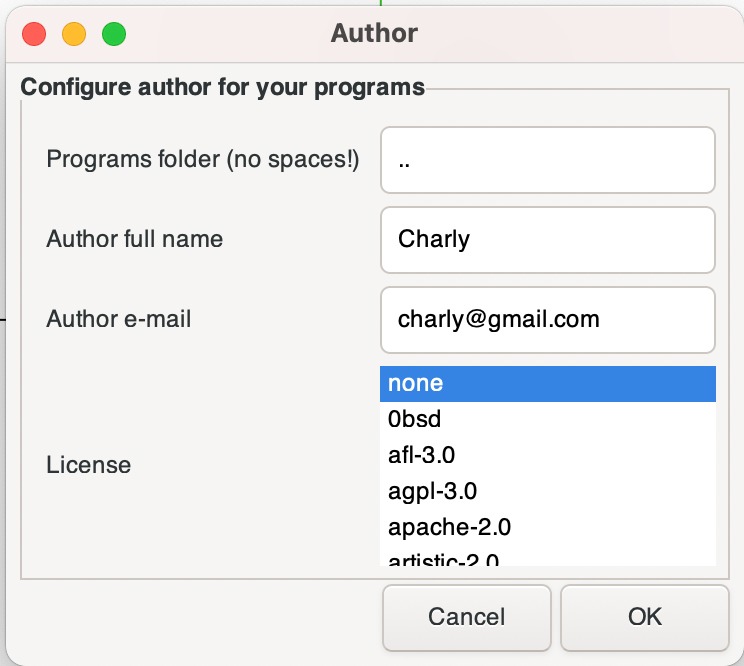 Author
Configure author for your programs
Programs folder (no spaces!)
..
Author full name
Charly
Author e-mail
charly@gmail.com
License
none
0bsd
afl-3.0
agpl-3.0
apache-2.0
artistic-2.0
Cancel
OK